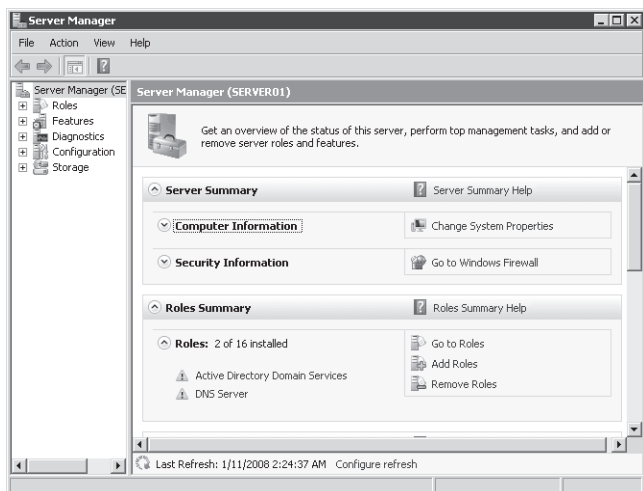 Server Manager
File Action View Help
Server Manager (SE
Roles
Features
Diagnostics
Configuration
Storage
Server Manager (SERVER01)
Get an overview of the status of this server, perform top management tasks, and add or
remove server roles and features.
Server Summary
Server Summary Help
Computer Information
Change System Properties
Security Information
Go to Windows Firewall
Roles Summary
Roles Summary Help
Roles: 2 of 16 installed
Go to Roles
Add Roles
Remove Roles
Active Directory Domain Services
DNS Server
Last Refresh: 1/11/2008 2:24:37 AM Configure refresh